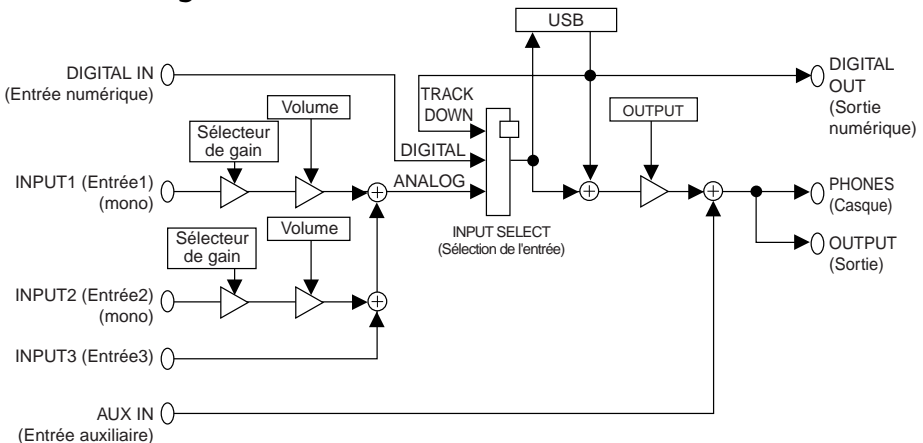 USB
DIGITAL IN
(Entrée numérique)
DIGITAL
OUT
(Sortie
numérique)
TRACK
DOWN
Volume
OUTPUT
Sélecteur
de gain
DIGITAL
INPUT1 (Entrée1)
(mono)
ANALOG
PHONES
(Casque)
INPUT SELECT
(Sélection de l'entrée)
Volume
Sélecteur
de gain
OUTPUT
(Sortie)
INPUT2 (Entrée2)
(mono)
INPUT3 (Entrée3)
AUX IN
(Entrée auxiliaire)